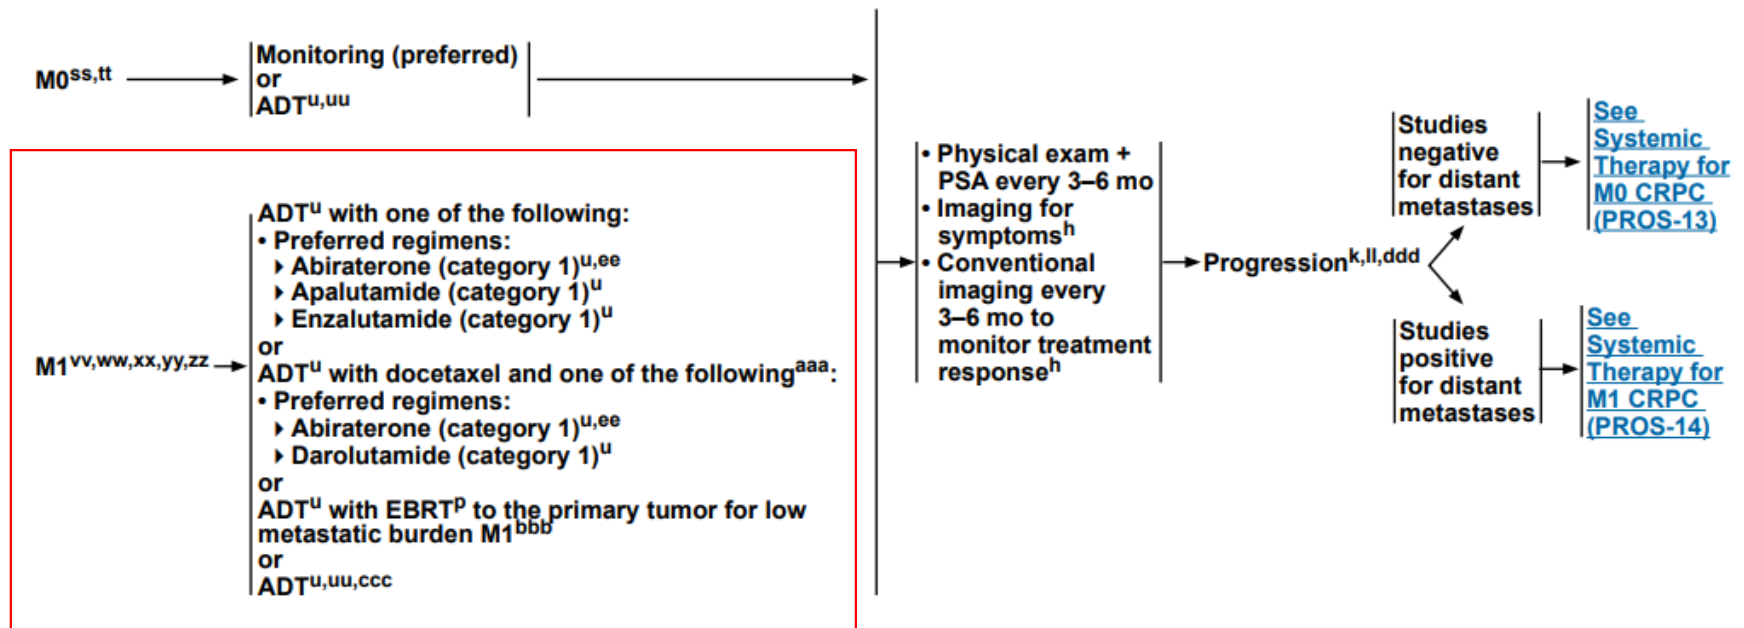 M0ss,tt
Monitoring (preferred)
or
ADTu,uu
M1vv,ww,xx,yy,zz
ADTu with one of the following:
• Preferred regimens:
Abiraterone (category 1)u,ee
Apalutamide (category 1)u
Enzalutamide (category 1)u
or
ADTu with docetaxel and one of the followingaaa:
• Preferred regimens:
Abiraterone (category 1)u,ee
Darolutamide (category 1)u
or
ADTu with EBRTp to the primary tumor for low
metastatic burden M1bbb
or
ADTu,uu,ccc
• Physical exam +
PSA every 3–6 mo
• Imaging for
symptomsh
• Conventional
imaging every
3–6 mo to
monitor treatment
responseh
Progressionk,ll,ddd
Studies
negative
for distant
metastases
See
Systemic
Therapy for
M0 CRPC
(PROS-13)
Studies
positive
for distant
metastases
See
Systemic
Therapy for
M1 CRPC
(PROS-14)